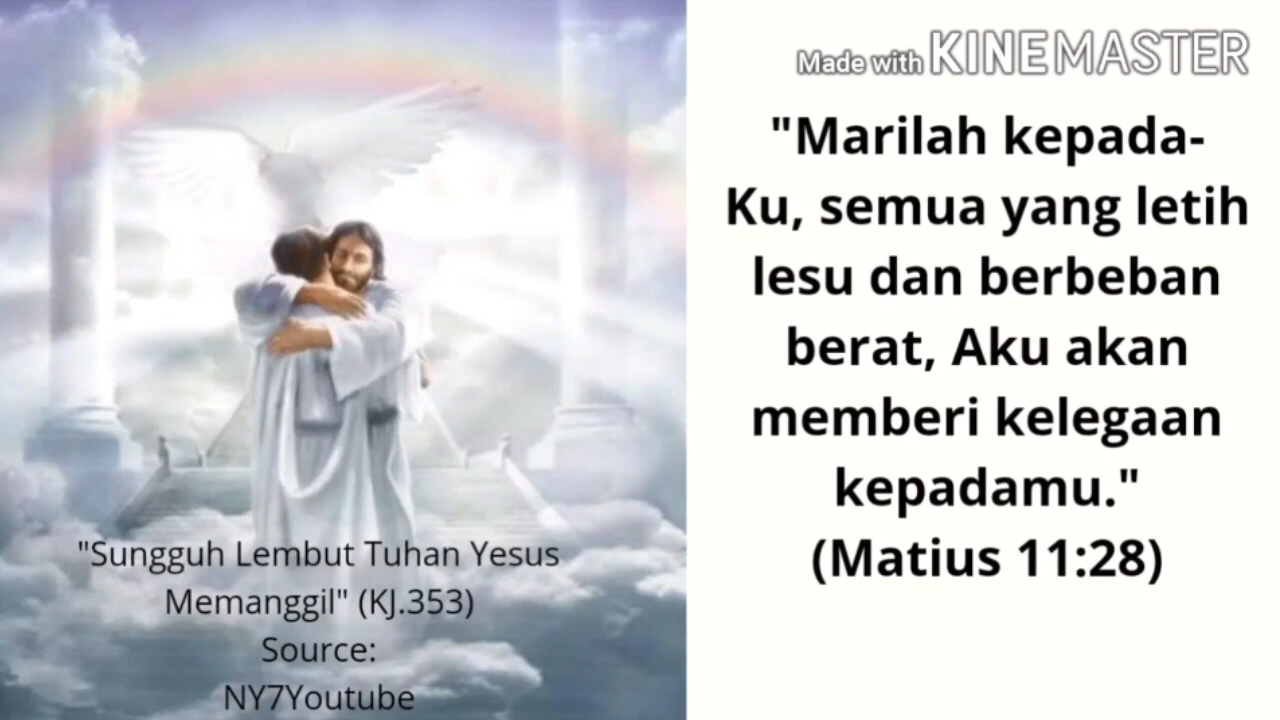 "Sungguh Lembut Tuhan Yesus
Memanggil" (KJ.353)
Source:
NY7Youtube
Made with KINEMASTER
"Marilah kepada-
Ku, semua yang letih
lesu dan berbeban
berat, Aku akan
memberi kelegaan
kepadamu."
(Matius 11:28)